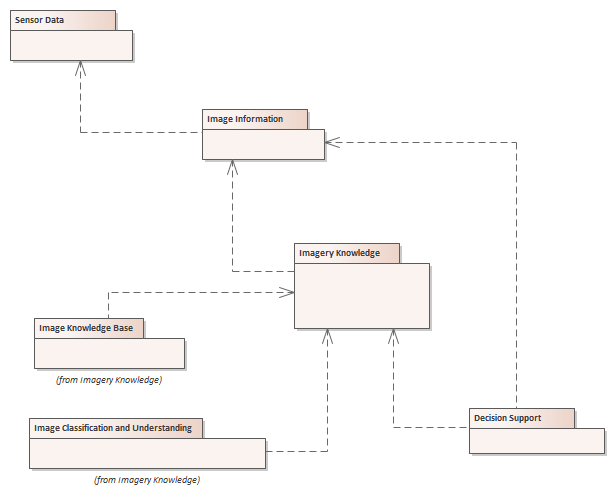 Sensor Data
Image Information
Imagery Knowledge
Image Knowledge Base
(from Imagery Knowledge)
Image Classification and Understanding
(from Imagery Knowledge)
Decision Support